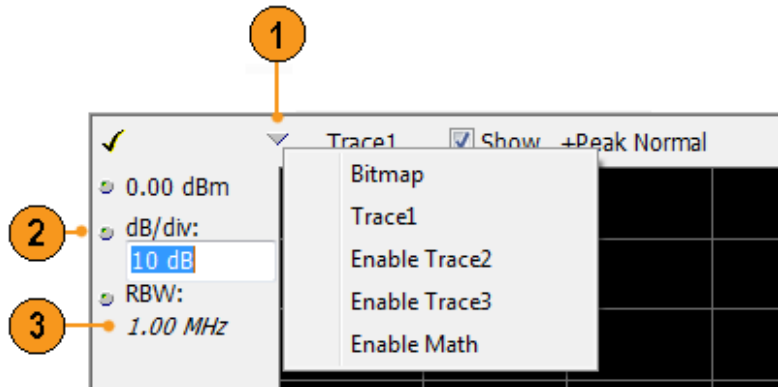 1
Trace1 Show +Peak Normal
Bitmap
0.00 dBm
Trace1
2
dB/div:
10 dB
Enable Trace2
RBW:
Enable Trace3
3
1.00 MHz
Enable Math